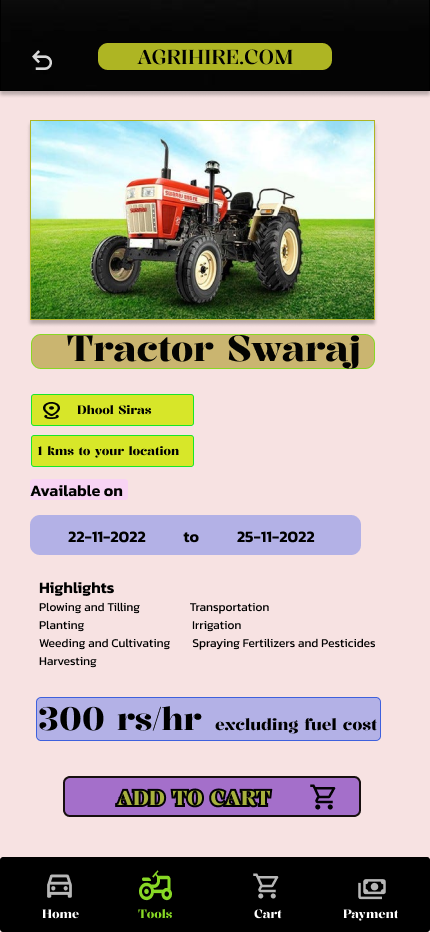 AGRIHIRE.COM
Tractor Swaraj
Dhool Siras
1 kms to your location
Available on
22-11-2022 to 25-11-2022
Highlights
Plowing and Tilling Transportation
Planting Irrigation
Weeding and Cultivating Spraying Fertilizers and Pesticides
Harvesting
300 rs/hr excluding fuel cost
ADD TO CART
Home Tools Cart Payment